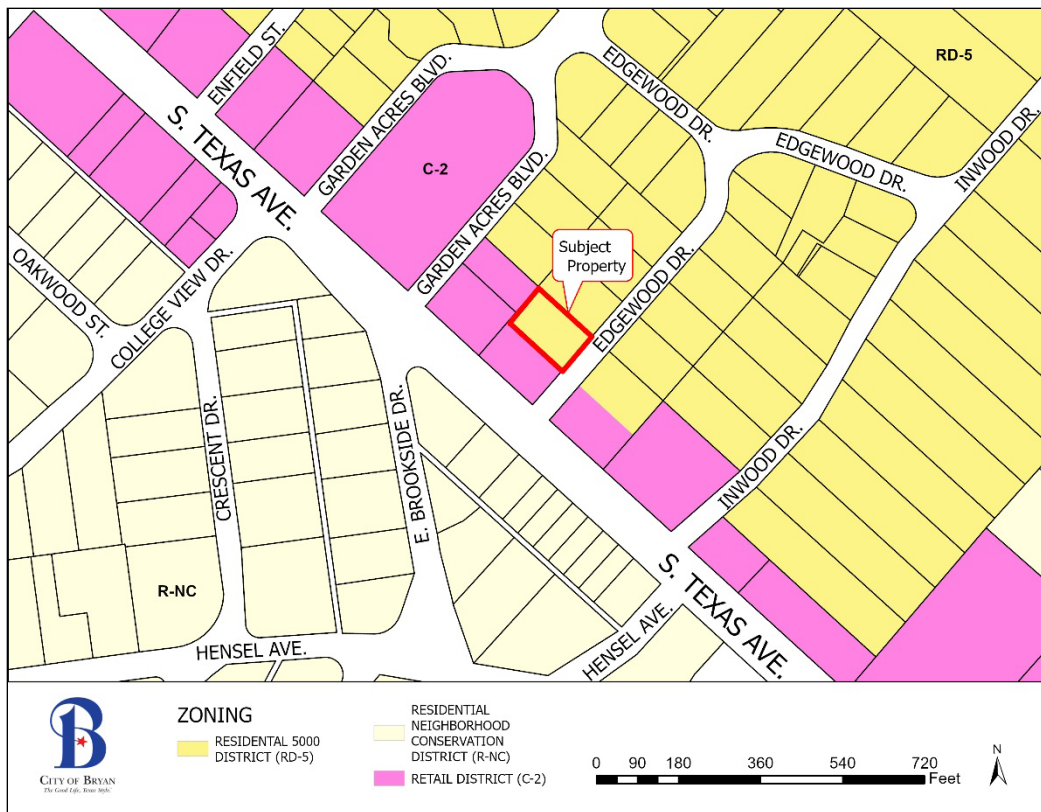 ENFIELD ST.
GARDEN ACRES BLVD.
EDGEWOOD DR.
RD-5
S. TEXAS AVE.
C-2
EDGEWOOD DR.
INWOOD DR.
GARDEN ACRES BLVD.
Subject
Property
OAKWOOD ST.
COLLEGE VIEW DR.
EDGEWOOD DR.
CRESCENT DR.
E. BROOKSIDE DR.
INWOOD DR.
R-NC
S. TEXAS AVE.
HENSEL AVE.
HENSEL AVE.
B
CITY OF BRYAN
The Good Life, Texas Style.
ZONING
RESIDENTAL 5000
DISTRICT (RD-5)
RESIDENTIAL
NEIGHBORHOOD
CONSERVATION
DISTRICT (R-NC)
RETAIL DISTRICT (C-2)
0 90 180 360 540 720
Feet
N